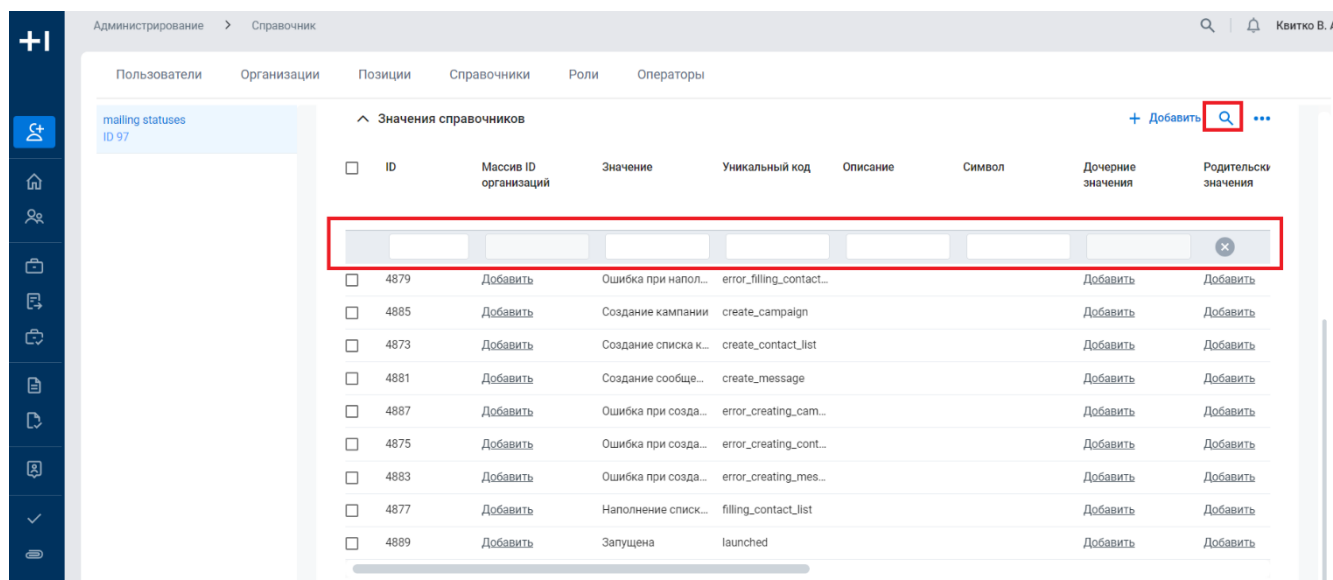 Администрирование > Справочник
Квитко В. А
Пользователи Организации Позиции Справочники Роли Операторы
mailing statuses
ID 97
Значения справочников
+ Добавить
ID Массив ID организаций Значение Уникальный код Описание Символ Дочерние значения Родительски значения
4879 Добавить Ошибка при напол... error_filling_contact... Добавить Добавить
4885 Добавить Создание кампании create_campaign Добавить Добавить
4873 Добавить Создание списка к... create_contact_list Добавить Добавить
4881 Добавить Создание сообще... create_message Добавить Добавить
4887 Добавить Ошибка при созда... error_creating_cam... Добавить Добавить
4875 Добавить Ошибка при созда... error_creating_cont... Добавить Добавить
4883 Добавить Ошибка при созда... error_creating_mes... Добавить Добавить
4877 Добавить Наполнение списк... filling_contact_list Добавить Добавить
4889 Добавить Запущена launched Добавить Добавить